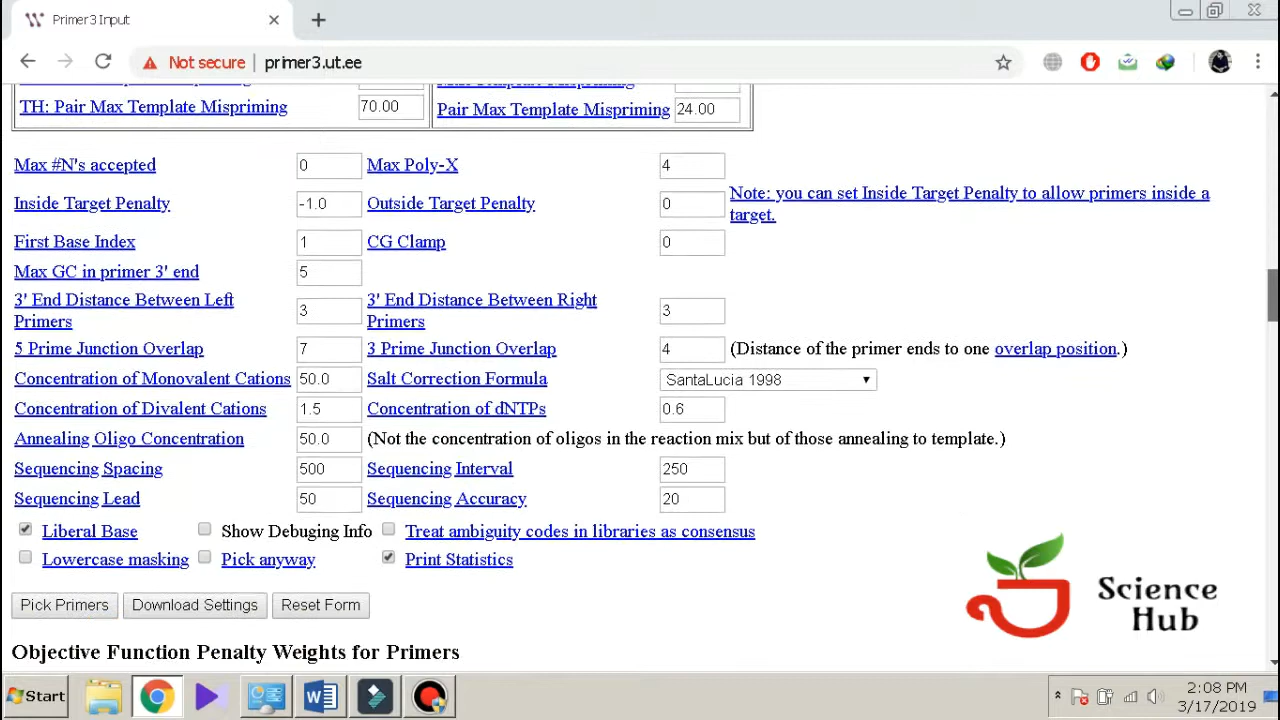 Primer3 Input
Not secure primer3.ut.ee
TH: Pair Max Template Mispriming 70.00 Pair Max Template Mispriming 24.00
Max #N's accepted 0 Max Poly-X 4
Inside Target Penalty -1.0 Outside Target Penalty 0 Note: you can set Inside Target Penalty to allow primers inside a
target.
First Base Index 1 CG Clamp 0
Max GC in primer 3' end 5
3' End Distance Between Left 3 3' End Distance Between Right 3
Primers Primers
5 Prime Junction Overlap 7 3 Prime Junction Overlap 4 (Distance of the primer ends to one overlap position.)
Concentration of Monovalent Cations 50.0 Salt Correction Formula SantaLucia 1998
Concentration of Divalent Cations 1.5 Concentration of dNTPs 0.6
Annealing Oligo Concentration 50.0 (Not the concentration of oligos in the reaction mix but of those annealing to template.)
Sequencing Spacing 500 Sequencing Interval 250
Sequencing Lead 50 Sequencing Accuracy 20
Liberal Base Show Debuging Info Treat ambiguity codes in libraries as consensus
Lowercase masking Pick anyway Print Statistics
Pick Primers Download Settings Reset Form
Science
Hub
Objective Function Penalty Weights for Primers
Start 2:08 PM
3/17/2019